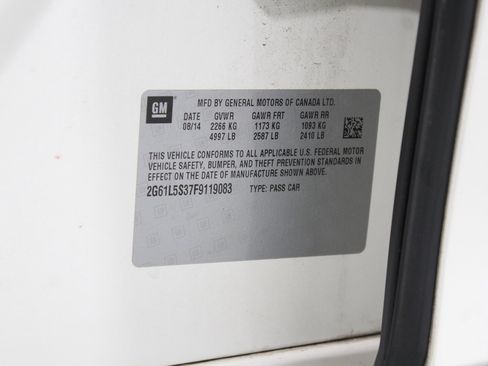 GM
MFD BY GENERAL MOTORS OF CANADA LTD.
DATE GVWR GAWR FRT GAWR RR
08/14 2266 KG 1173 KG 1093 KG
4997 LB 2587 LB 2410 LB
THIS VEHICLE CONFORMS TO ALL APPLICABLE U.S. FEDERAL MOTOR
VEHICLE SAFETY, BUMPER, AND THEFT PREVENTION STANDARDS IN
EFFECT ON THE DATE OF MANUFACTURE SHOWN ABOVE.
2G61L5S37F9119083 TYPE: PASS CAR